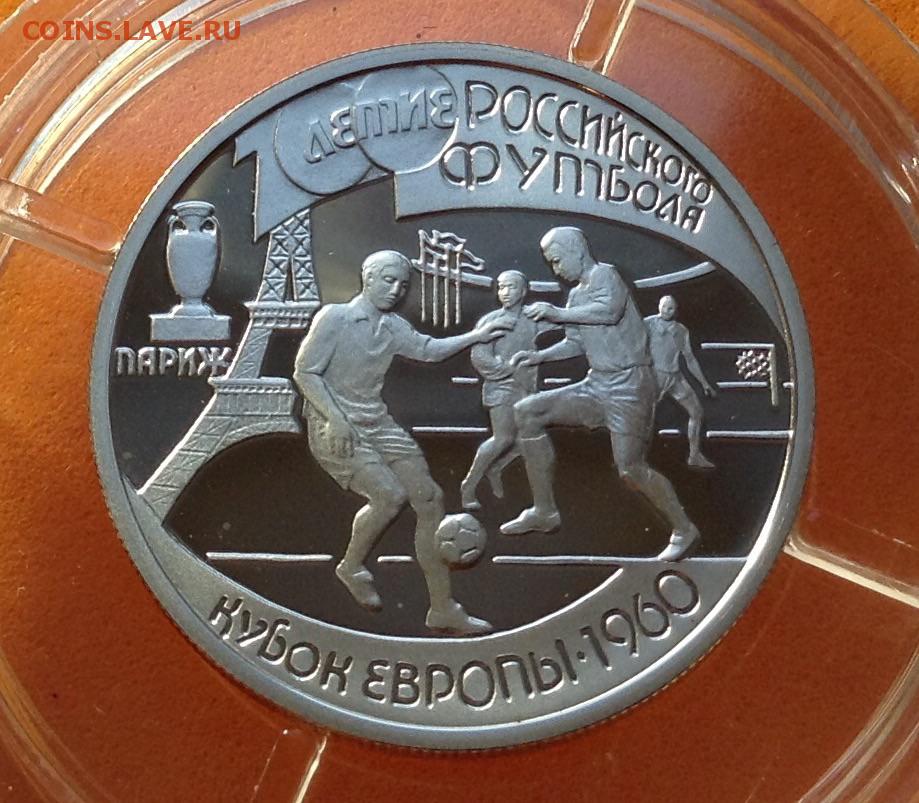 COINS.LAVE.RU
100
летие РОССИЙСКОГО
ФУТБОЛА
ПАРИЖ
КУБОК ЕВРОПЫ·1960